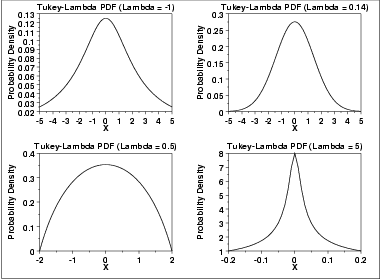 Tukey-Lambda PDF (Lambda = -1)
Probability Density
0.13
0.12
0.11
0.1
0.09
0.08
0.07
0.06
0.05
0.04
0.03
0.02
-5 -4 -3 -2 -1 0 1 2 3 4 5
X
Tukey-Lambda PDF (Lambda = 0.14)
Probability Density
0.3
0.25
0.2
0.15
0.1
0.05
0
-5 -4 -3 -2 -1 0 1 2 3 4 5
X
Tukey-Lambda PDF (Lambda = 0.5)
Probability Density
0.4
0.3
0.2
0.1
0
-2 -1 0 1 2
X
Tukey-Lambda PDF (Lambda = 5)
Probability Density
8
7
6
5
4
3
2
1
-0.2 -0.1 0 0.1 0.2
X